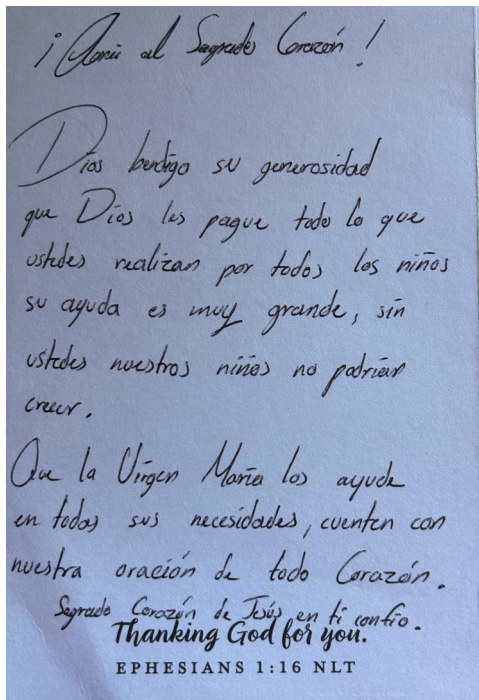 ¡ Gloria al Sagrado Corazón !
Dios bendigo su generosidad
que Dios les pague todo lo que
ustedes realizan por todos los niños
su ayuda es muy grande, sin
ustedes nuestros niños no podrían
crecer.
Que la Virgen María los ayude
en todas sus necesidades, cuenten con
nuestra oración de todo Corazón.
Sagrado Corazón de Jesús en ti confio.
Thanking God for you.
EPHESIANS 1:16 NLT